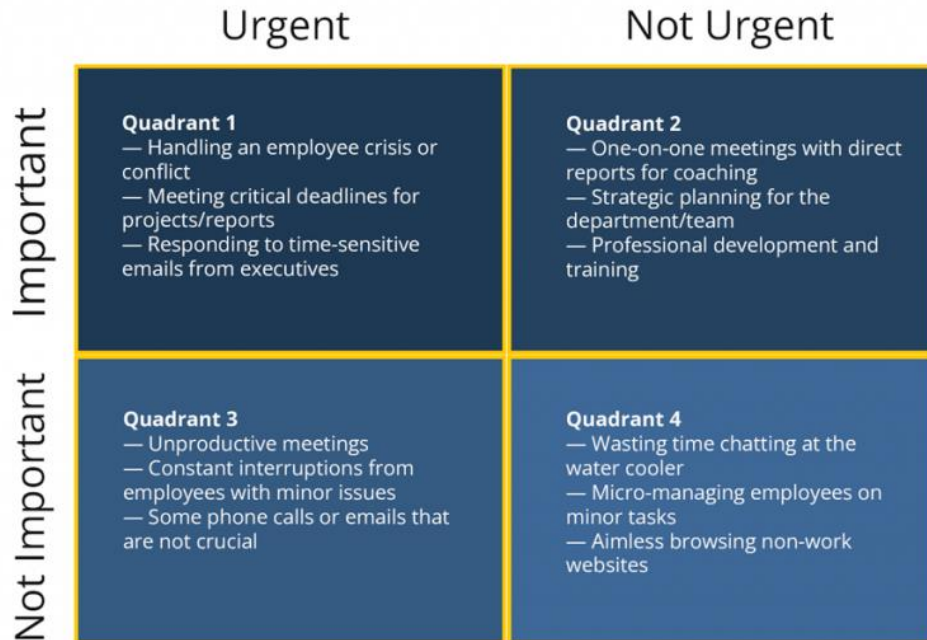 Urgent
Not Urgent
Important
Quadrant 1
— Handling an employee crisis or
conflict
— Meeting critical deadlines for
projects/reports
— Responding to time-sensitive
emails from executives
Quadrant 2
— One-on-one meetings with direct
reports for coaching
— Strategic planning for the
department/team
— Professional development and
training
Not Important
Quadrant 3
— Unproductive meetings
— Constant interruptions from
employees with minor issues
— Some phone calls or emails that
are not crucial
Quadrant 4
— Wasting time chatting at the
water cooler
— Micro-managing employees on
minor tasks
— Aimless browsing non-work
websites